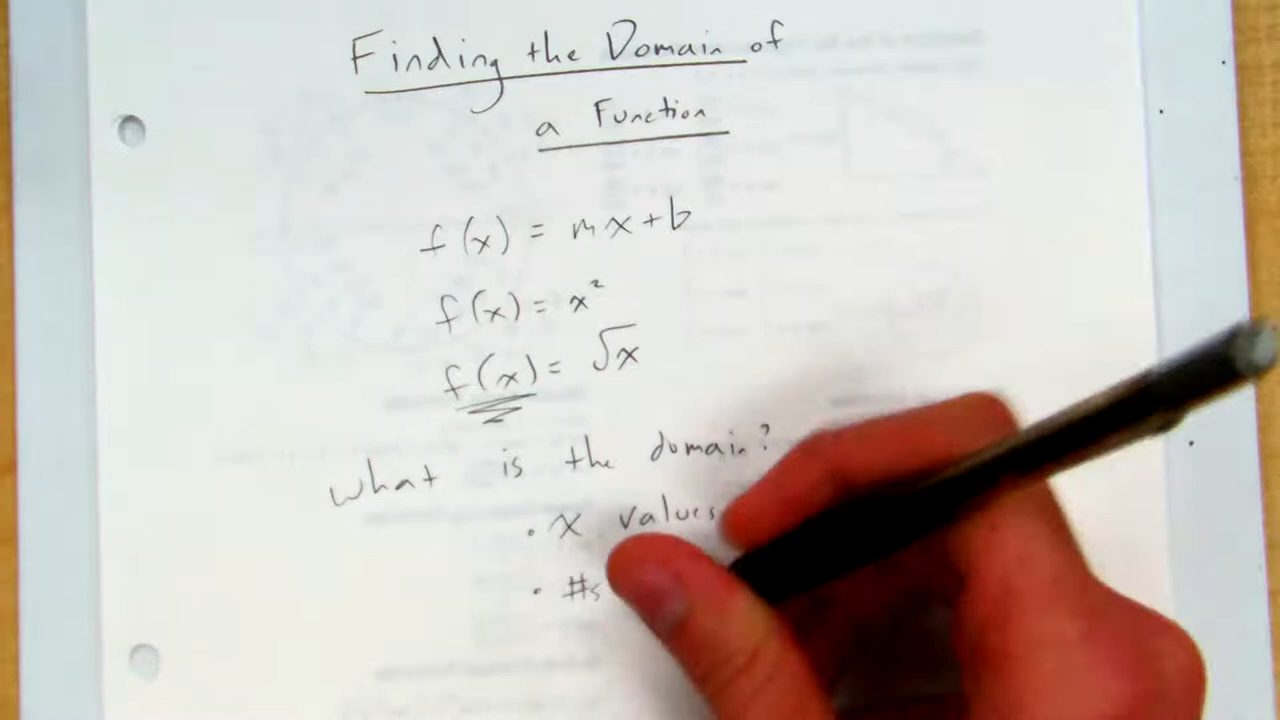 Finding the Domain of
a Function
f(x) = mx+b
f(x) = x²
f(x) = √x
What is the domain?
• x values
• #s